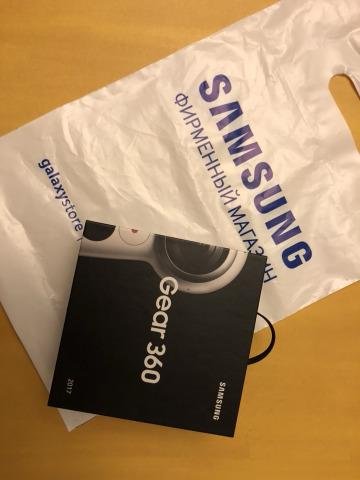 SAMSUNG
ФИРМЕННЫЙ МАГАЗИН
galaxystore
Gear 360
SAMSUNG
2017